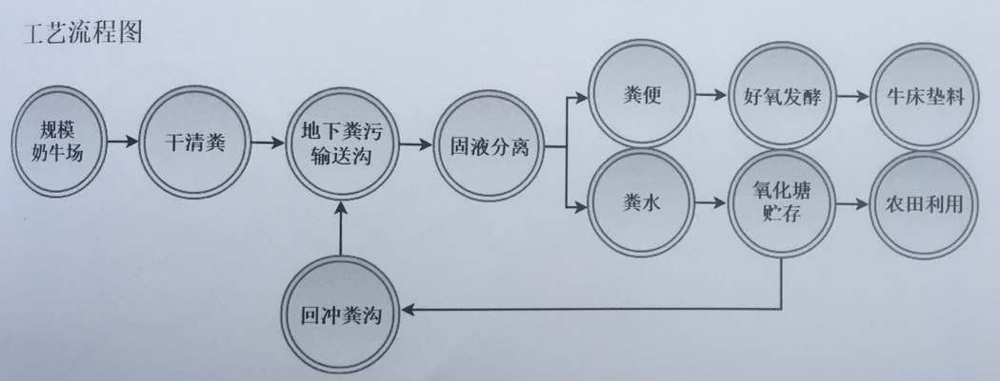 工艺流程图
规模
奶牛场
干清粪
地下粪污
输送沟
固液分离
粪便
好氧发酵
牛床垫料
粪水
氧化塘
贮存
农田利用
回冲粪沟